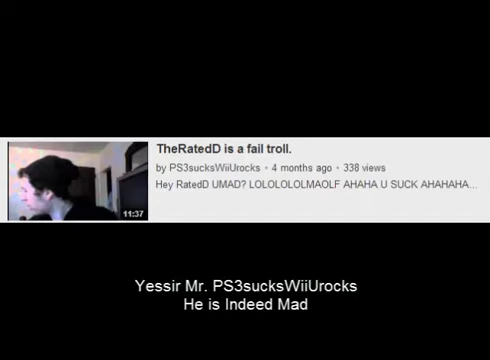 TheRatedD is a fail troll.
by PS3sucksWiiUrocks • 4 months ago • 338 views
Hey RatedD UMAD? LOLOLOLOLMAOLF AHAHA U SUCK AHAHAHA...
11:37
Yessir Mr. PS3sucksWiiUrocks
He is Indeed Mad